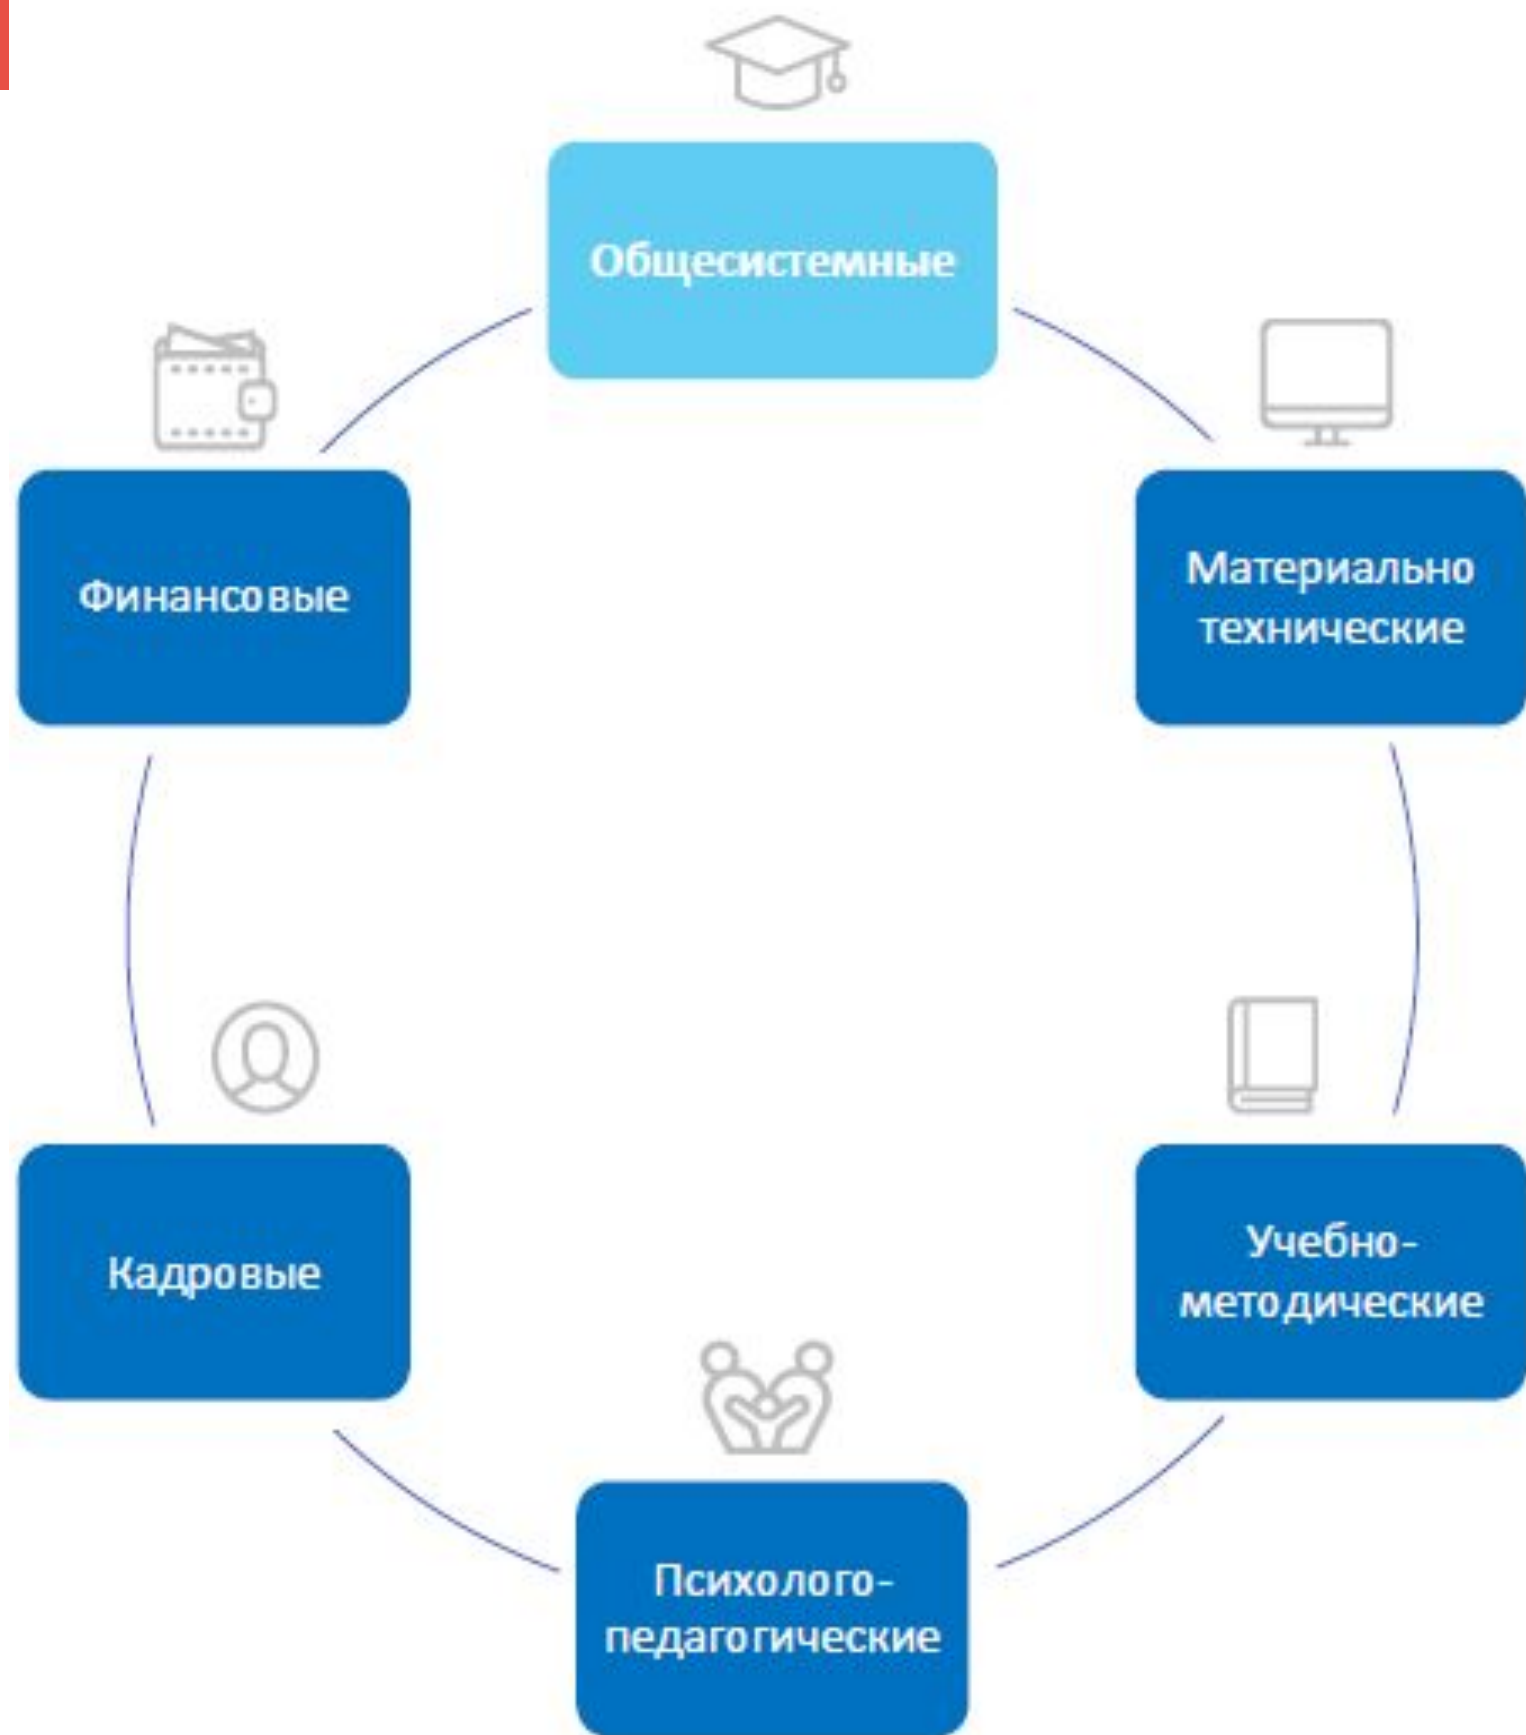 Общесистемные
Финансовые
Материально
технические
Кадровые
Учебно-
методические
Психолого-
педагогические